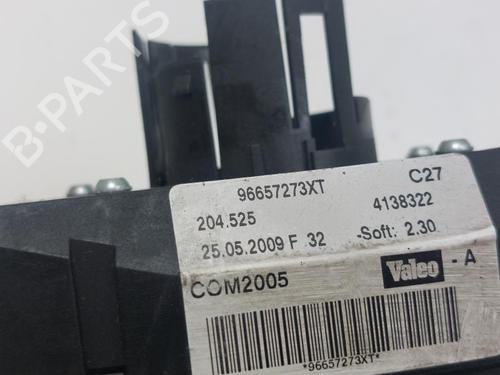 B-PARTS
96657273XT C27
204.525 4138322
25.05.2009 F 32 Soft: 2.30
COM2005 Valeo - A
*96657273XT*